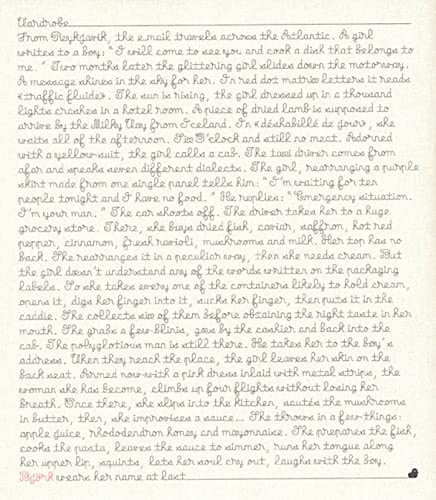 Wardrobe
From Reykjavik, the e.mail travels across the Atlantic. A girl
writes to a boy: "I will come to see you and cook a dish that belongs to
me." Two months later the glittering girl slides down the motorway.
A message shines in the sky for her. In red dot matrix letters it reads
«traffic fluide». The sun is rising, the girl dressed up in a thousand
lights crashes in a hotel room. A piece of dried lamb is supposed to
arrive by the Milky Way from Iceland. In «déshabillé de jour», she
waits all of the afternoon. Six O'clock and still no meat. Adorned
with a yellow-suit, the girl calls a cab. The taxi driver comes from
afar and speaks seven different dialects. The girl, rearranging a purple
skirt made from one single panel tells him: "I'm waiting for ten
people tonight and I have no food." He replies: "Emergency situation.
I'm your man." The car shoots off. The driver takes her to a huge
grocery store. There, she buys dried fish, caviar, saffron, hot red
pepper, cinnamon, fresh ravioli, mushrooms and milk. Her top has no
back. She rearranges it in a peculiar way, then she needs cream. But
the girl doesn't understand any of the words written on the packaging
labels. So she takes every one of the containers likely to hold cream,
opens it, digs her finger into it, sucks her finger, then puts it in the
caddie. She collects six of them before obtaining the right taste in her
mouth. She grabs a few blinis, goes by the cashier and back into the
cab. The polyglotious man is still there. He takes her to the boy's
address. When they reach the place, the girl leaves her skin on the
back seat. Armed now with a pink dress inlaid with metal strips, the
woman she has become, climbs up four flights without losing her
breath. Once there, she slips into the kitchen, sautés the mushrooms
in butter, then, she improvises a sauce... She throws in a few things:
apple juice, rhododendron honey and mayonnaise. She prepares the fish,
cooks the pasta, leaves the sauce to simmer, runs her tongue along
her upper lip, squints, lets her soul cry out, laughs with the boy.
Björk wears her name at last